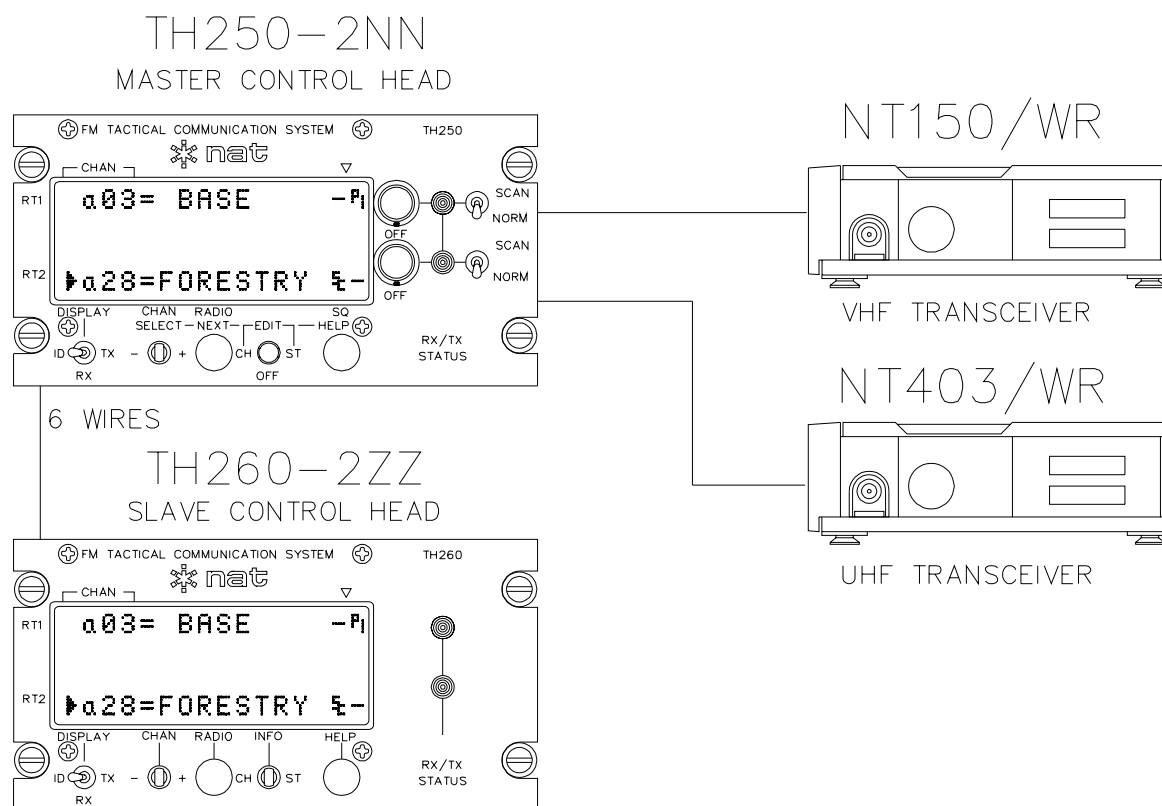 TH250-2NN
MASTER CONTROL HEAD
FM TACTICAL COMMUNICATION SYSTEM TH250
nat
CHAN
RT1 a03= BASE -P1 SCAN
NORM
OFF
SCAN
RT2 a28=FORESTRY NORM
OFF
DISPLAY CHAN RADIO SQ
SELECT NEXT EDIT HELP
ID TX - + CH ST
RX OFF
RX/TX
STATUS
NT150/WR
VHF TRANSCEIVER
NT403/WR
UHF TRANSCEIVER
6 WIRES
TH260-2ZZ
SLAVE CONTROL HEAD
FM TACTICAL COMMUNICATION SYSTEM TH260
nat
CHAN
RT1 a03= BASE -P1
RT2 a28=FORESTRY
DISPLAY CHAN RADIO INFO HELP
ID TX - + CH ST
RX
RX/TX
STATUS